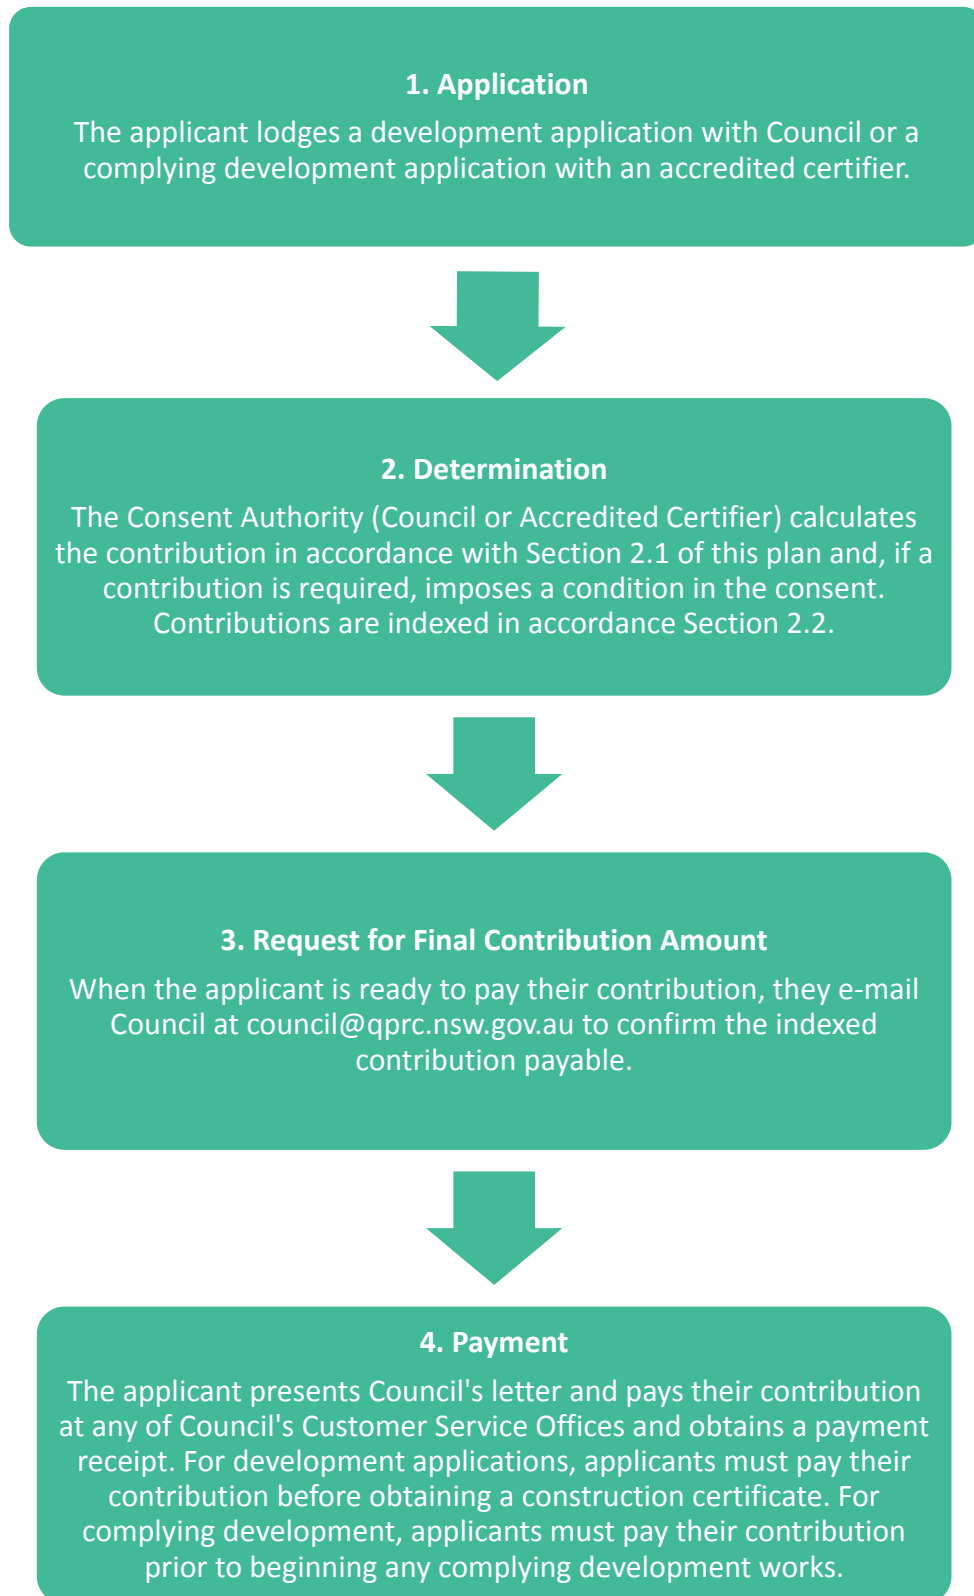 1. Application
The applicant lodges a development application with Council or a
complying development application with an accredited certifier.
2. Determination
The Consent Authority (Council or Accredited Certifier) calculates
the contribution in accordance with Section 2.1 of this plan and, if a
contribution is required, imposes a condition in the consent.
Contributions are indexed in accordance Section 2.2.
3. Request for Final Contribution Amount
When the applicant is ready to pay their contribution, they e-mail
Council at council@qprc.nsw.gov.au to confirm the indexed
contribution payable.
4. Payment
The applicant presents Council's letter and pays their contribution
at any of Council's Customer Service Offices and obtains a payment
receipt. For development applications, applicants must pay their
contribution before obtaining a construction certificate. For
complying development, applicants must pay their contribution
prior to beginning any complying development works.